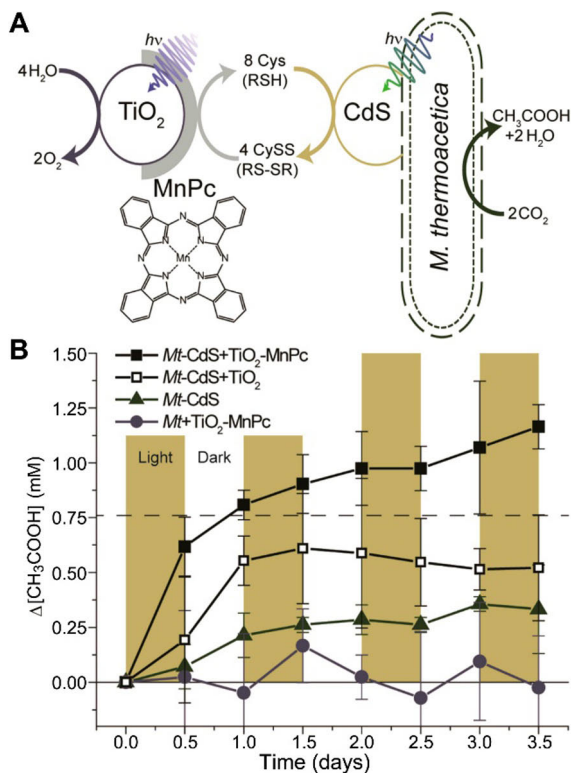 A
hν
hν
4H₂O
TiO₂
8 Cys
(RSH)
CdS
M. thermoacetica
CH₃COOH
+2 H₂O
2O₂
4 CySS
(RS-SR)
2CO₂
MnPc
N
N
N
N
N
Mn
N
N
N
B
Mt-CdS+TiO₂-MnPc
Mt-CdS+TiO₂
Mt-CdS
Mt+TiO₂-MnPc
Light
Dark
Δ[CH₃COOH] (mM)
1.50
1.25
1.00
0.75
0.50
0.25
0.00
0.0 0.5 1.0 1.5 2.0 2.5 3.0 3.5
Time (days)